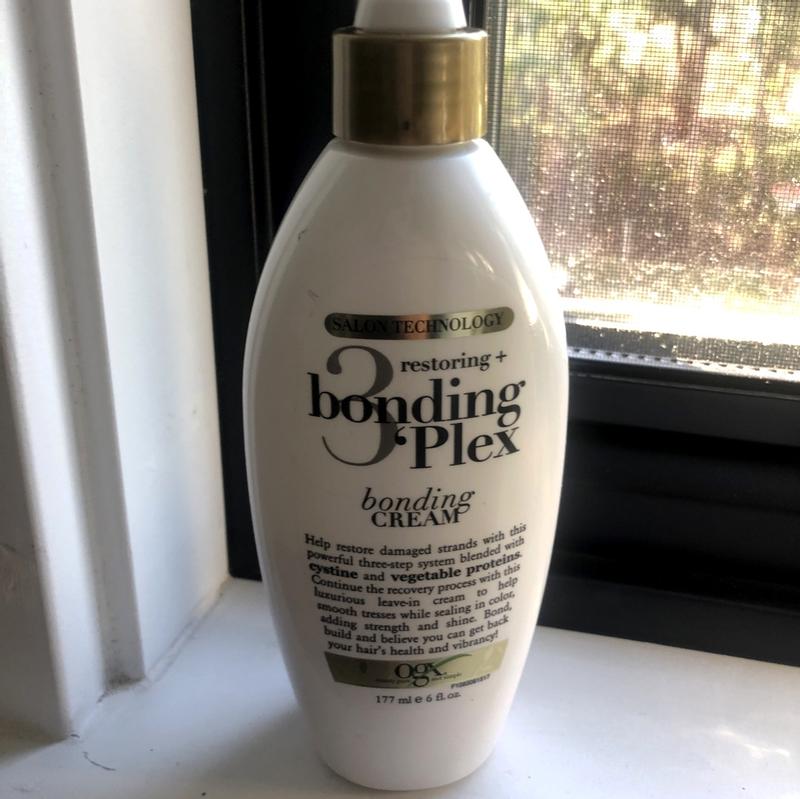 SALON TECHNOLOGY
3 restoring +
bonding
'Plex
bonding
CREAM
Help restore damaged strands with this
powerful three-step system blended with
cystine and vegetable proteins.
Continue the recovery process with this
luxurious leave-in cream to help
smooth tresses while sealing in color,
adding strength and shine. Bond,
build and believe you can get back
your hair's health and vibrancy!
ogx
177 ml e 6 fl. oz.